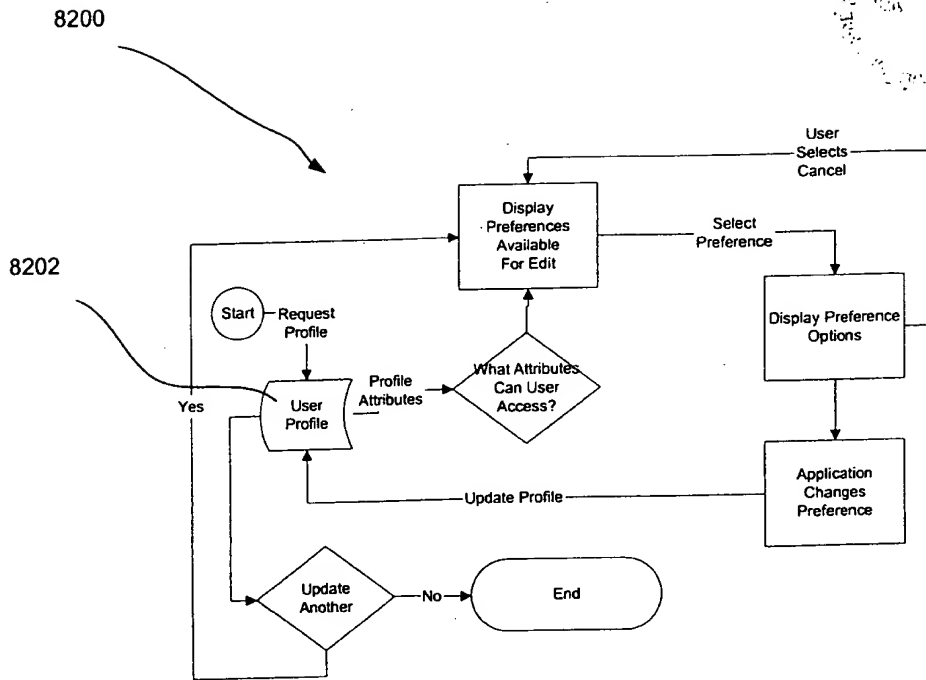 8200
User
Selects
Cancel
Display
Preferences
Available
For Edit
Select
Preference
8202
Start
Request
Profile
Display Preference
Options
What Attributes
Can User
Access?
Profile
Attributes
User
Profile
Yes
Application
Changes
Preference
Update Profile
Update
Another
No
End